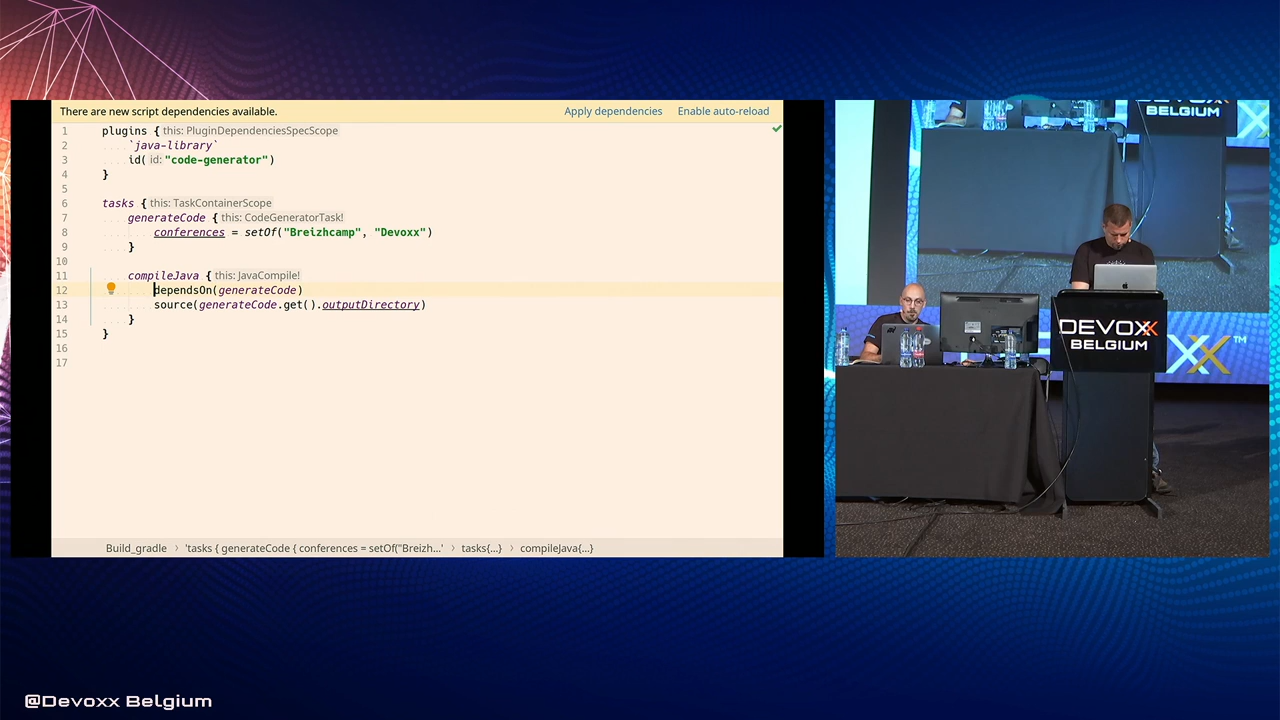 There are new script dependencies available. Apply dependencies Enable auto-reload
1 plugins { this: PluginDependenciesSpecScope
2 `java-library`
3 id( id: "code-generator")
4 }
5
6 tasks { this: TaskContainerScope
7 generateCode { this: CodeGeneratorTask!
8 conferences = setOf("Breizhcamp", "Devoxx")
9 }
10
11 compileJava { this: JavaCompile!
12 dependsOn(generateCode)
13 source(generateCode.get().outputDirectory)
14 }
15 }
16
17
Build_gradle › 'tasks { generateCode { conferences = setOf("Breizh...' › tasks{...} › compileJava{...}
BELGIUM
DEVOXX
BELGIUM
XX™
@Devoxx Belgium